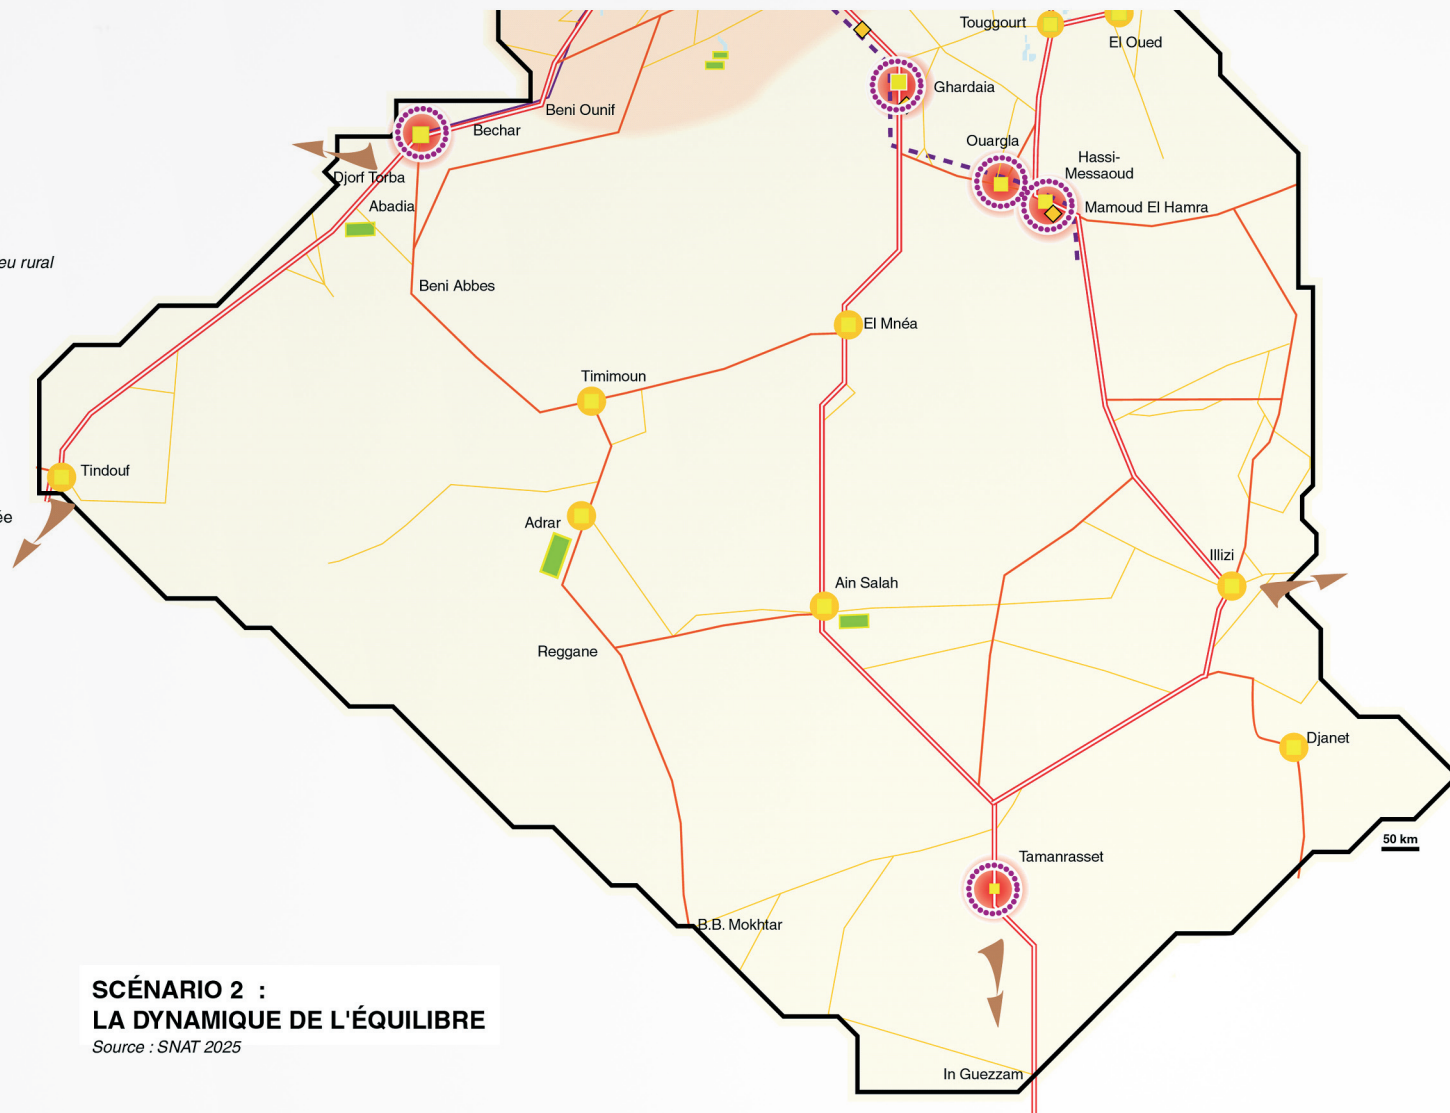 Touggourt
El Oued
Ghardaia
Beni Ounif
Bechar
Ouargla
Hassi-
Messaoud
Djorf Torba
Abadia
Mamoud El Hamra
eu rural
Beni Abbes
El Mnéa
Timimoun
Tindouf
ée
Adrar
Illizi
Ain Salah
Reggane
Djanet
50 km
Tamanrasset
B.B. Mokhtar
SCÉNARIO 2 :
LA DYNAMIQUE DE L'ÉQUILIBRE
Source : SNAT 2025
In Guezzam